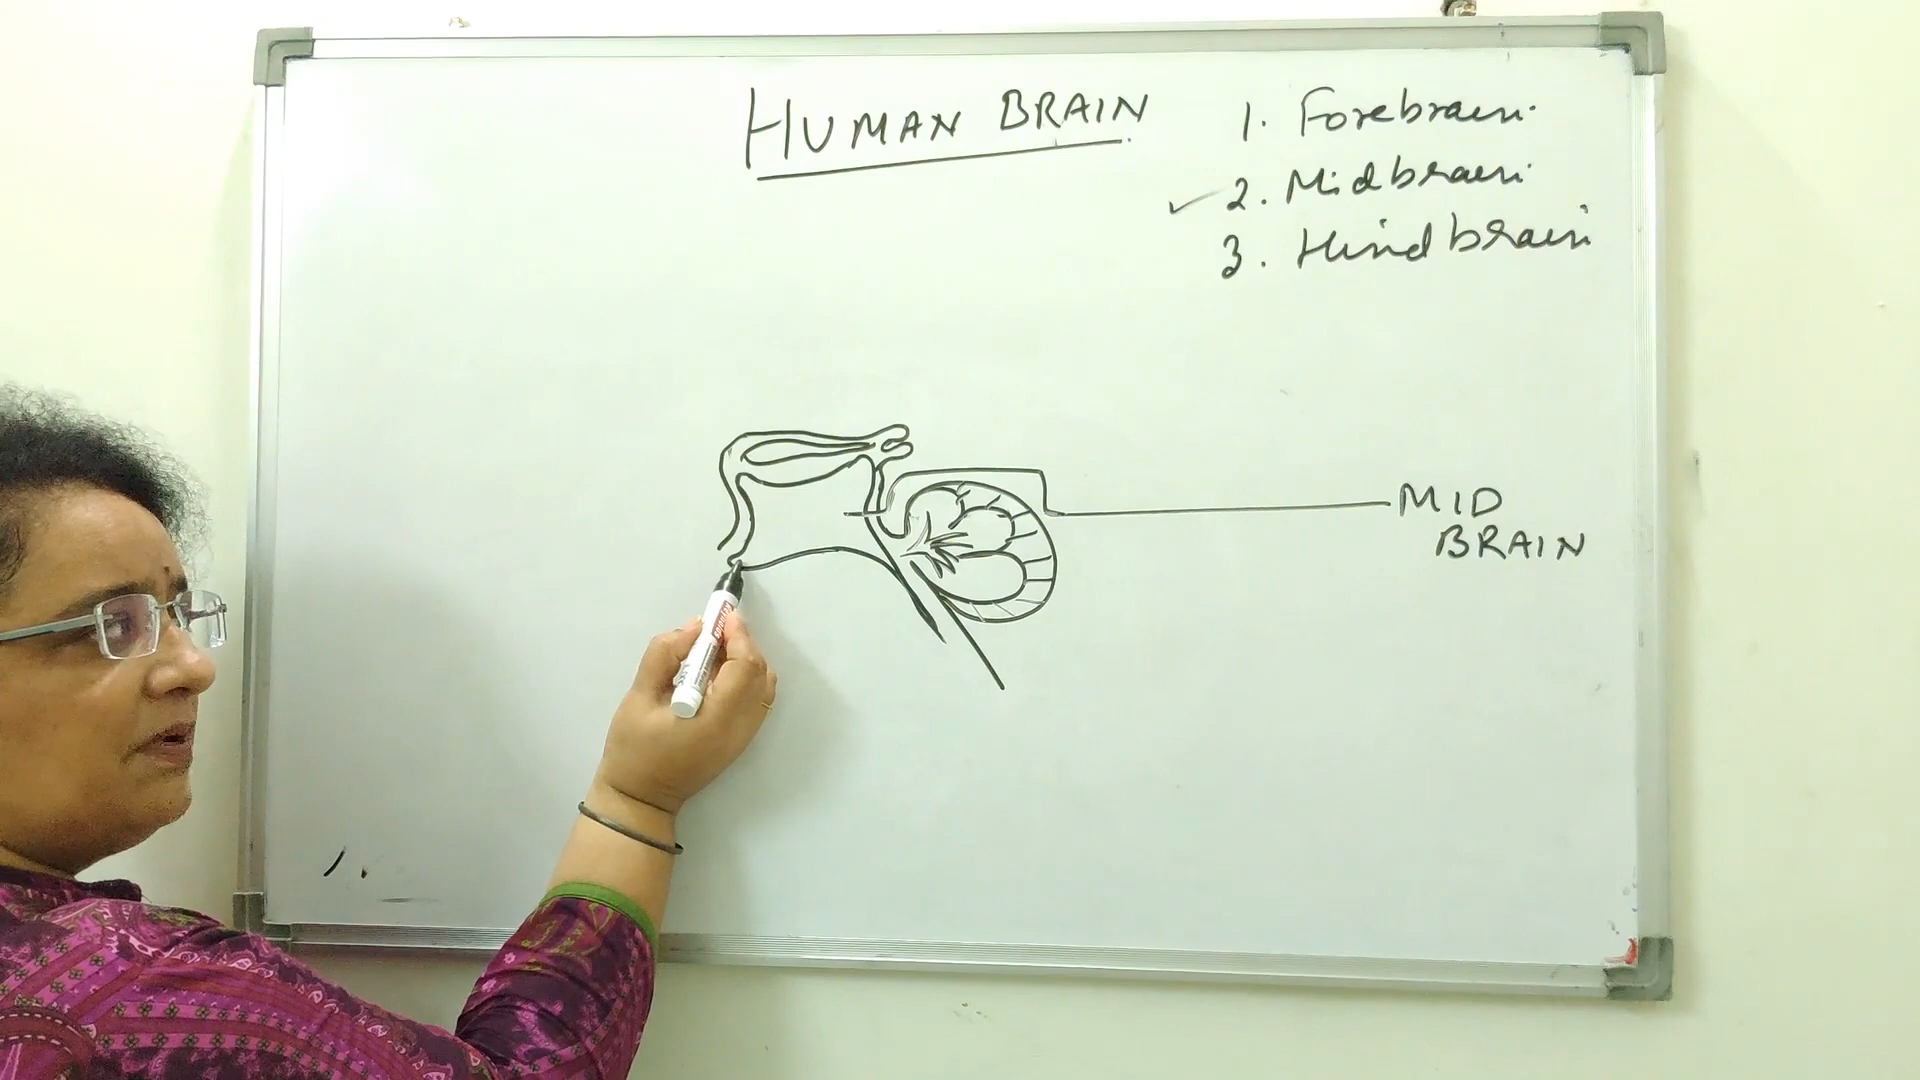 HUMAN BRAIN
1. Forebrain.
✓ 2. Midbrain.
3. Hindbrain
MID
BRAIN